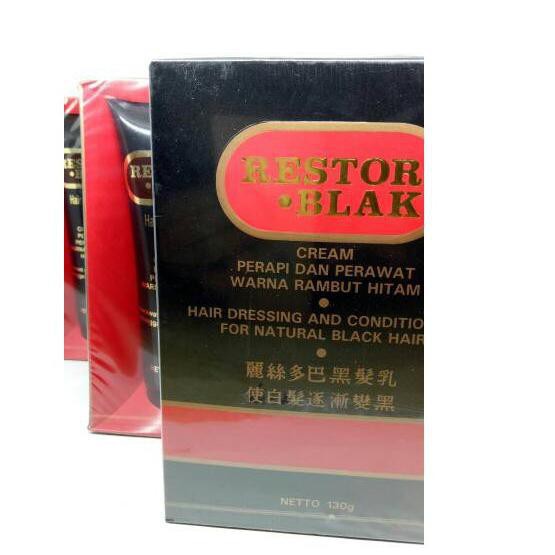 RESTOR
BLAK
CREAM
PERAPI DAN PERAWAT
WARNA RAMBUT HITAM
HAIR DRESSING AND CONDITIO
FOR NATURAL BLACK HAIR
麗絲多巴黑髮乳
使白髮逐漸變黑
NETTO 130g